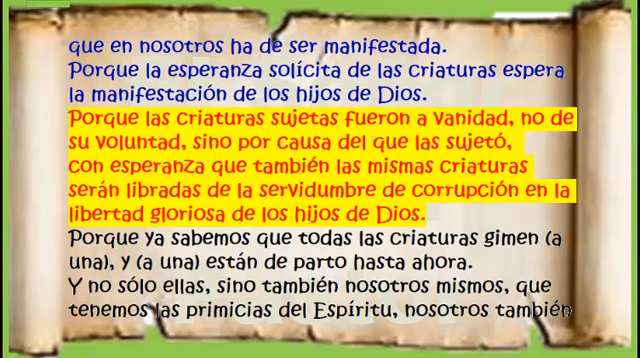 que en nosotros ha de ser manifestada.
Porque la esperanza solícita de las criaturas espera
la manifestación de los hijos de Dios.
Porque las criaturas sujetas fueron a vanidad, no de
su voluntad, sino por causa del que las sujetó,
con esperanza que también las mismas criaturas
serán libradas de la servidumbre de corrupción en la
libertad gloriosa de los hijos de Dios.
Porque ya sabemos que todas las criaturas gimen (a
una), y (a una) están de parto hasta ahora.
Y no sólo ellas, sino también nosotros mismos, que
tenemos las primicias del Espíritu, nosotros también